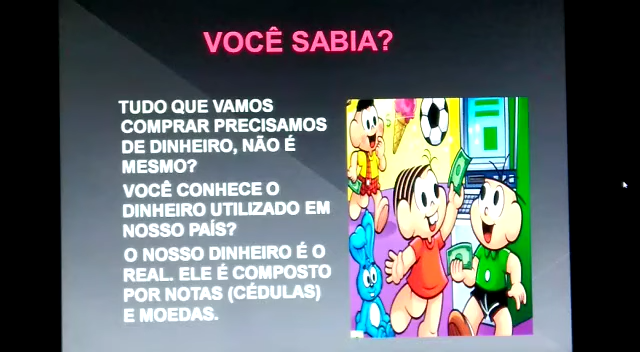 VOCÊ SABIA?
TUDO QUE VAMOS
COMPRAR PRECISAMOS
DE DINHEIRO, NÃO É
MESMO?
VOCÊ CONHECE O
DINHEIRO UTILIZADO EM
NOSSO PAÍS?
O NOSSO DINHEIRO É O
REAL. ELE É COMPOSTO
POR NOTAS (CÉDULAS)
E MOEDAS.